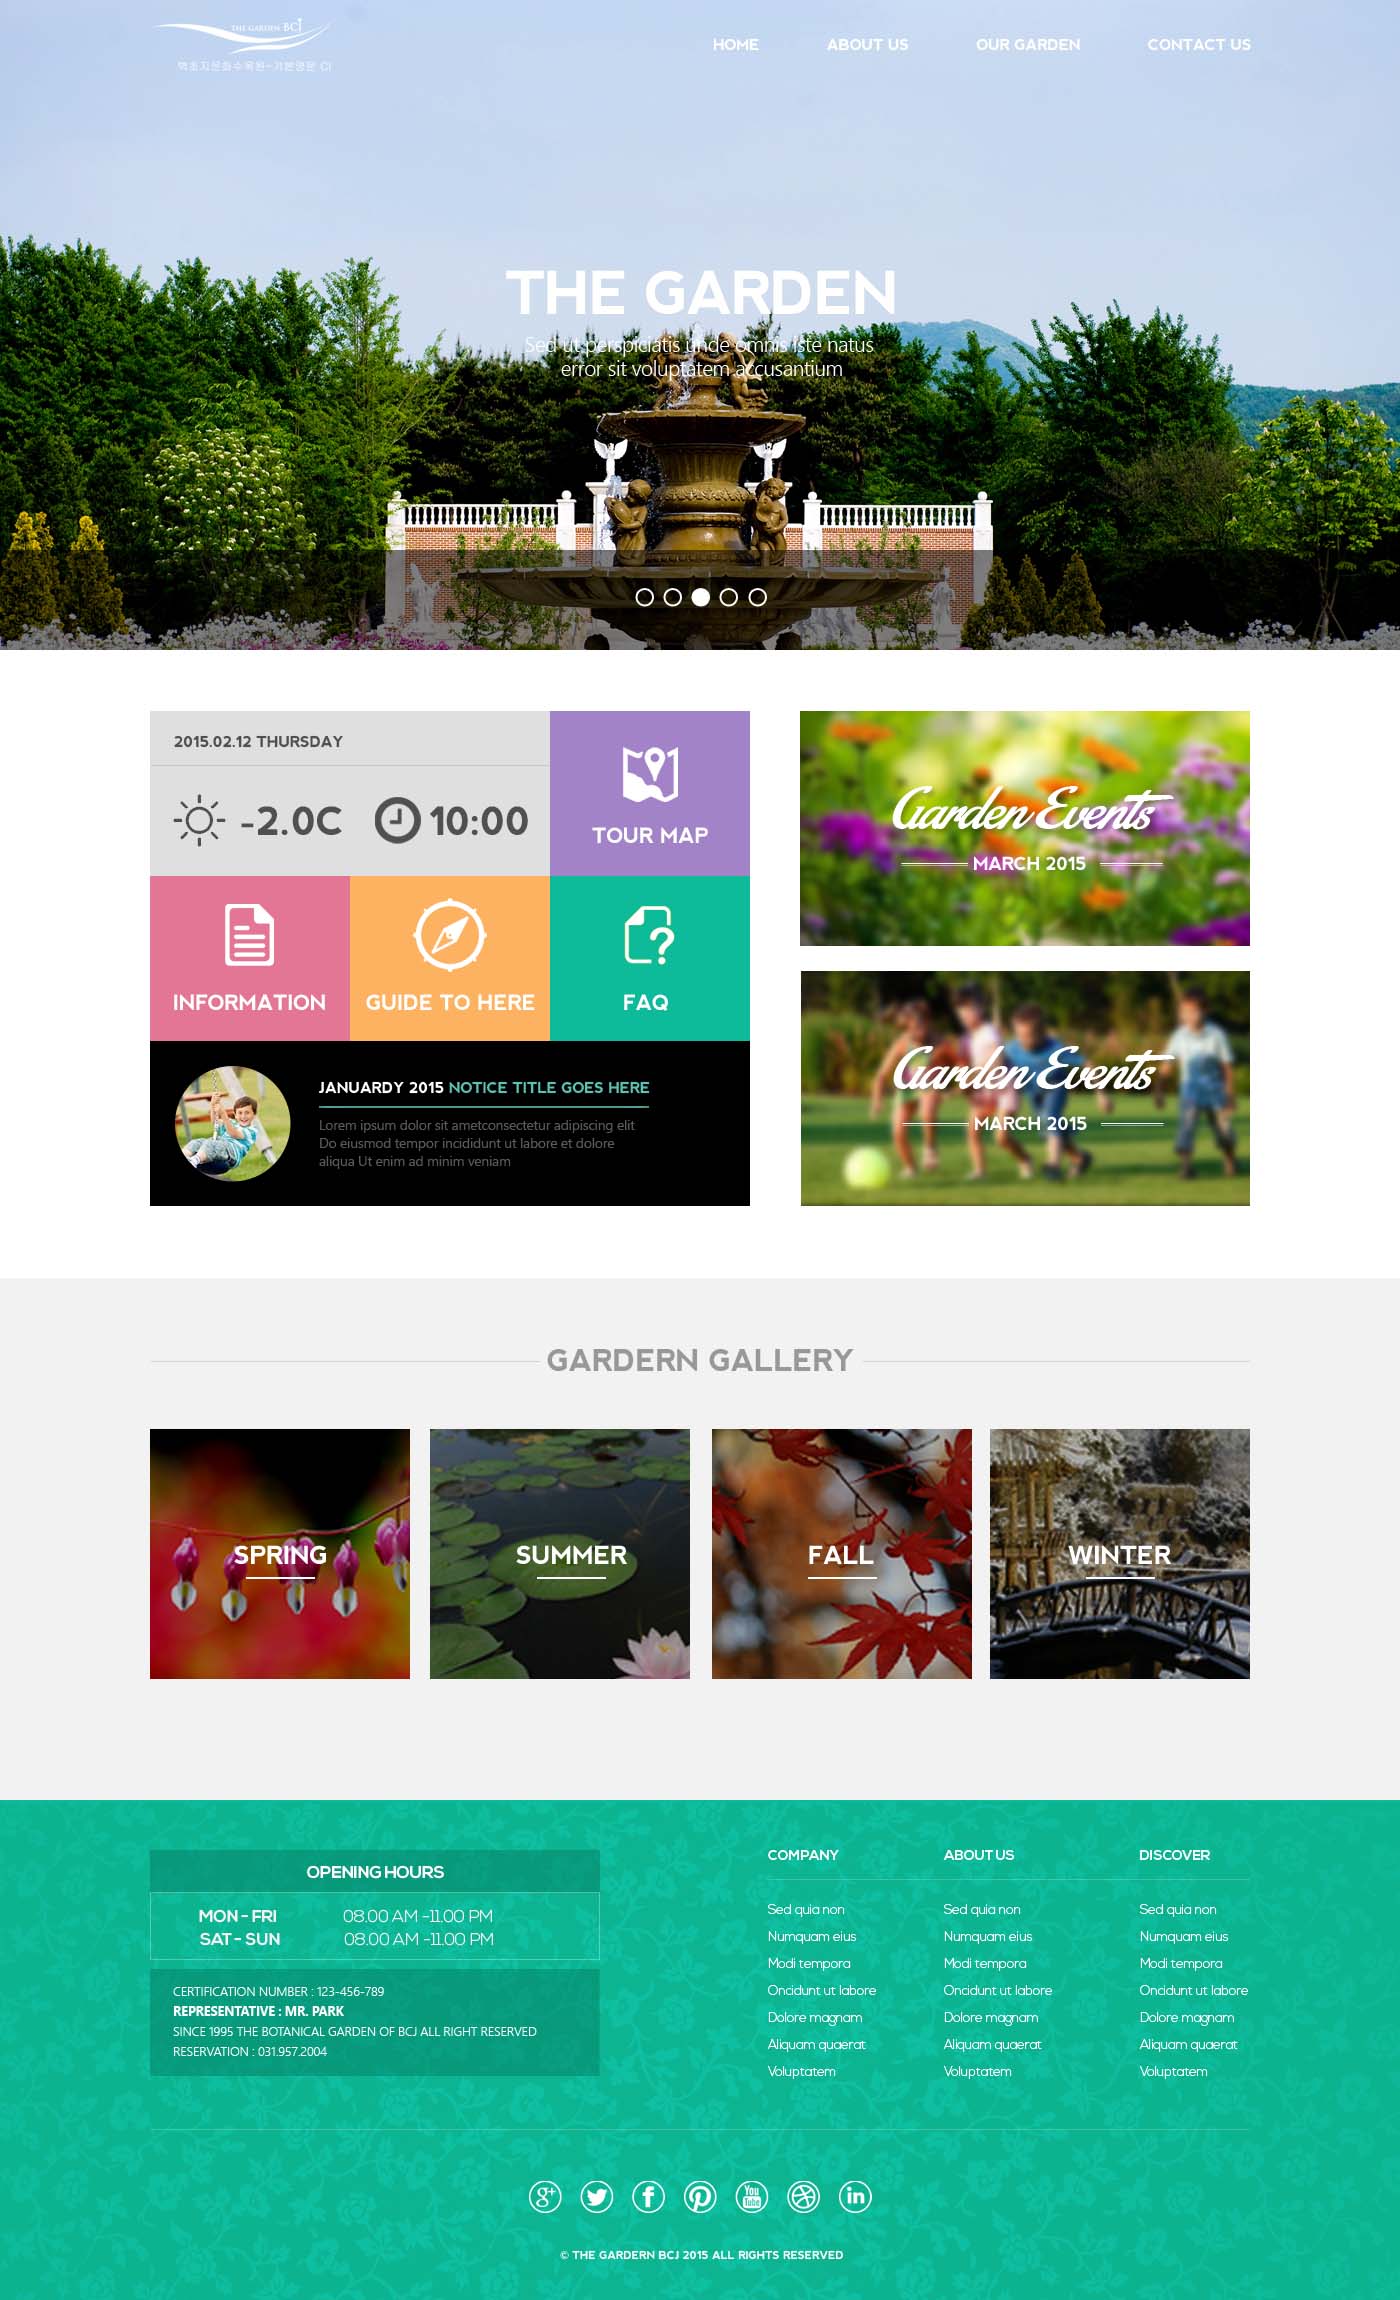 THE GARDEN BCJ
벽초지문화수목원-기본영문 CI
HOME
ABOUT US
OUR GARDEN
CONTACT US
THE GARDEN
Sed ut perspiciatis unde omnis iste natus
error sit voluptatem accusantium
2015.02.12 THURSDAY
-2.0C
10:00
TOUR MAP
INFORMATION
GUIDE TO HERE
FAQ
JANUARDY 2015 NOTICE TITLE GOES HERE
Lorem ipsum dolor sit ametconsectetur adipiscing elit
Do eiusmod tempor incididunt ut labore et dolore
aliqua Ut enim ad minim veniam
Garden Events
MARCH 2015
Garden Events
MARCH 2015
GARDERN GALLERY
SPRING
SUMMER
FALL
WINTER
OPENING HOURS
MON - FRI 08.00 AM -11.00 PM
SAT - SUN 08.00 AM -11.00 PM
CERTIFICATION NUMBER : 123-456-789
REPRESENTATIVE : MR. PARK
SINCE 1995 THE BOTANICAL GARDEN OF BCJ ALL RIGHT RESERVED
RESERVATION : 031.957.2004
COMPANY
Sed quia non
Numquam eius
Modi tempora
Oncidunt ut labore
Dolore magnam
Aliquam quaerat
Voluptatem
ABOUT US
Sed quia non
Numquam eius
Modi tempora
Oncidunt ut labore
Dolore magnam
Aliquam quaerat
Voluptatem
DISCOVER
Sed quia non
Numquam eius
Modi tempora
Oncidunt ut labore
Dolore magnam
Aliquam quaerat
Voluptatem
You
Tube
© THE GARDERN BCJ 2015 ALL RIGHTS RESERVED